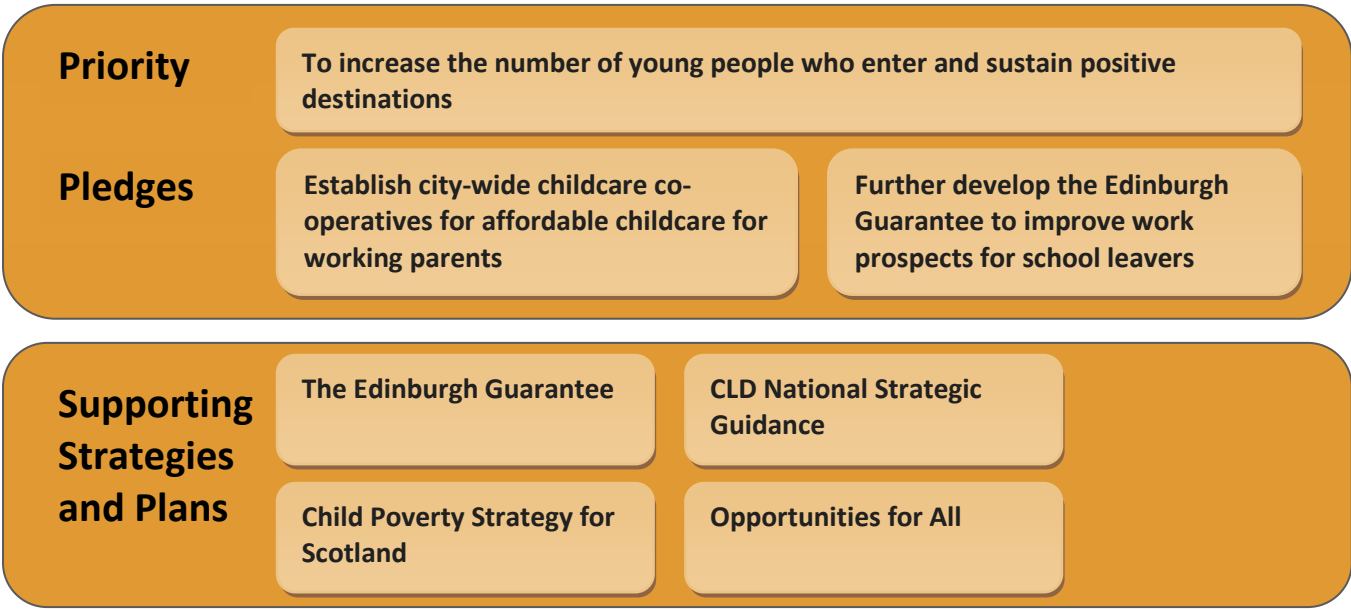 Priority
To increase the number of young people who enter and sustain positive
destinations
Pledges
Establish city-wide childcare co-
operatives for affordable childcare for
working parents
Further develop the Edinburgh
Guarantee to improve work
prospects for school leavers
Supporting
Strategies
and Plans
The Edinburgh Guarantee
CLD National Strategic
Guidance
Child Poverty Strategy for
Scotland
Opportunities for All